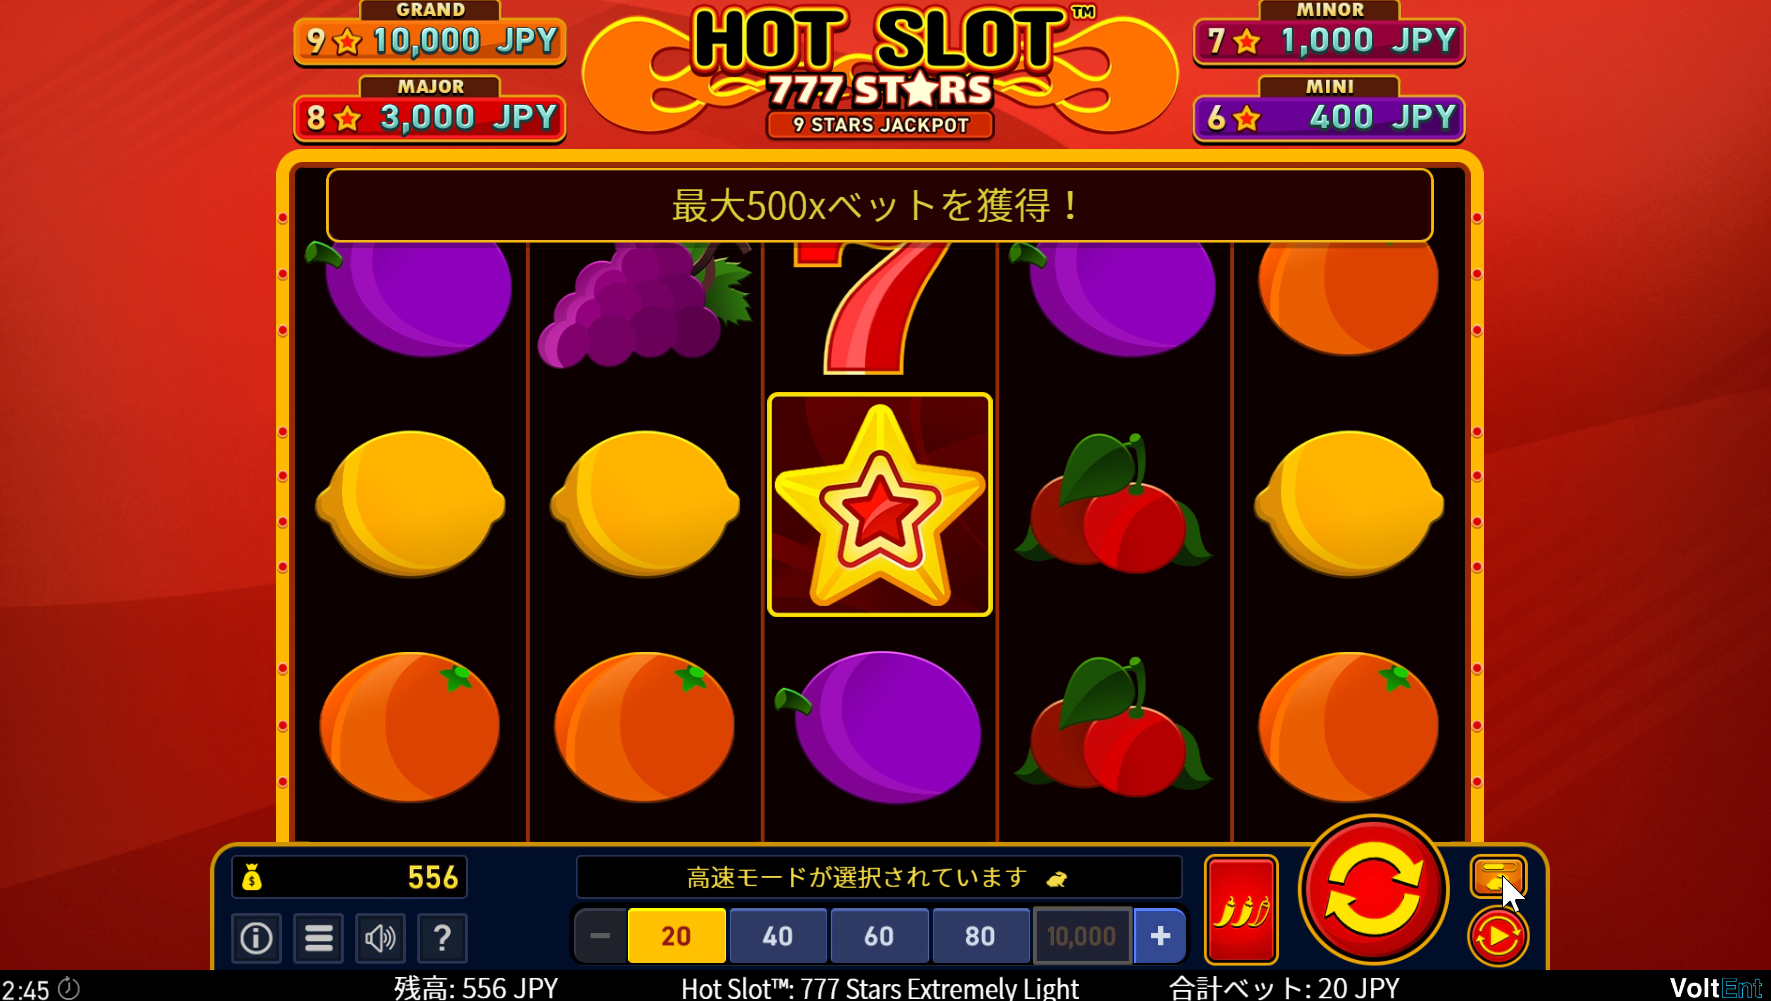 GRAND
9 10,000 JPY
MAJOR
8 3,000 JPY
HOT SLOT™
777 STARS
9 STARS JACKPOT
MINOR
7 1,000 JPY
MINI
6 400 JPY
最大500xベットを獲得！
556
高速モードが選択されています
− 20 40 60 80 10,000 +
?
2:45
残高: 556 JPY
Hot Slot™: 777 Stars Extremely Light
合計ベット: 20 JPY
VoltEnt